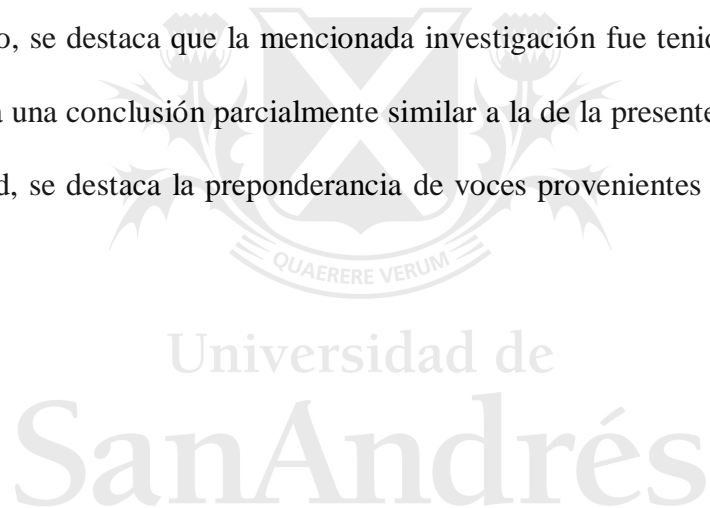 o, se destaca que la mencionada investigación fue tenid
una conclusión parcialmente similar a la de la presente
d, se destaca la preponderancia de voces provenientes
QUAERERE VERUM
Universidad de
SanAndrés